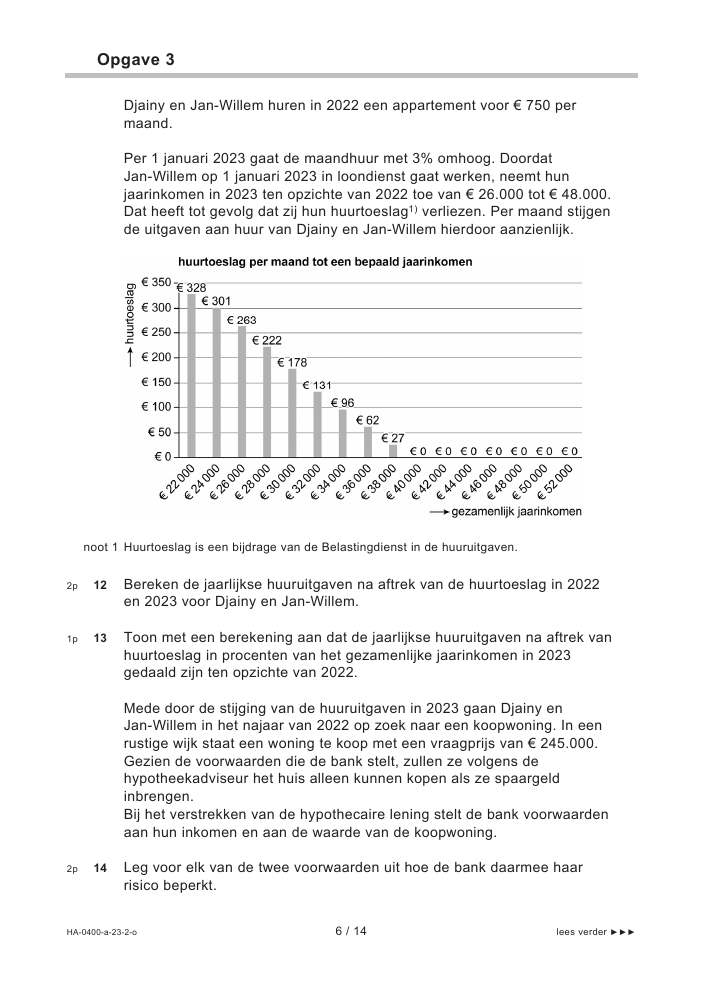 Opgave 3
Djainy en Jan-Willem huren in 2022 een appartement voor € 750 per
maand.
Per 1 januari 2023 gaat de maandhuur met 3% omhoog. Doordat
Jan-Willem op 1 januari 2023 in loondienst gaat werken, neemt hun
jaarinkomen in 2023 ten opzichte van 2022 toe van € 26.000 tot € 48.000.
Dat heeft tot gevolg dat zij hun huurtoeslag1) verliezen. Per maand stijgen
de uitgaven aan huur van Djainy en Jan-Willem hierdoor aanzienlijk.
huurtoeslag per maand tot een bepaald jaarinkomen
huurtoeslag
€ 350
€ 300
€ 250
€ 200
€ 150
€ 100
€ 50
€ 0
€ 328
€ 301
€ 263
€ 222
€ 178
€ 131
€ 96
€ 62
€ 27
€ 0 € 0 € 0 € 0 € 0 € 0 € 0
€ 22 000
€ 24 000
€ 26 000
€ 28 000
€ 30 000
€ 32 000
€ 34 000
€ 36 000
€ 38 000
€ 40 000
€ 42 000
€ 44 000
€ 46 000
€ 48 000
€ 50 000
€ 52 000
gezamenlijk jaarinkomen
noot 1 Huurtoeslag is een bijdrage van de Belastingdienst in de huuruitgaven.
2p 12 Bereken de jaarlijkse huuruitgaven na aftrek van de huurtoeslag in 2022
en 2023 voor Djainy en Jan-Willem.
1p 13 Toon met een berekening aan dat de jaarlijkse huuruitgaven na aftrek van
huurtoeslag in procenten van het gezamenlijke jaarinkomen in 2023
gedaald zijn ten opzichte van 2022.
Mede door de stijging van de huuruitgaven in 2023 gaan Djainy en
Jan-Willem in het najaar van 2022 op zoek naar een koopwoning. In een
rustige wijk staat een woning te koop met een vraagprijs van € 245.000.
Gezien de voorwaarden die de bank stelt, zullen ze volgens de
hypotheekadviseur het huis alleen kunnen kopen als ze spaargeld
inbrengen.
Bij het verstrekken van de hypothecaire lening stelt de bank voorwaarden
aan hun inkomen en aan de waarde van de koopwoning.
2p 14 Leg voor elk van de twee voorwaarden uit hoe de bank daarmee haar
risico beperkt.
HA-0400-a-23-2-o 6 / 14 lees verder ►►►